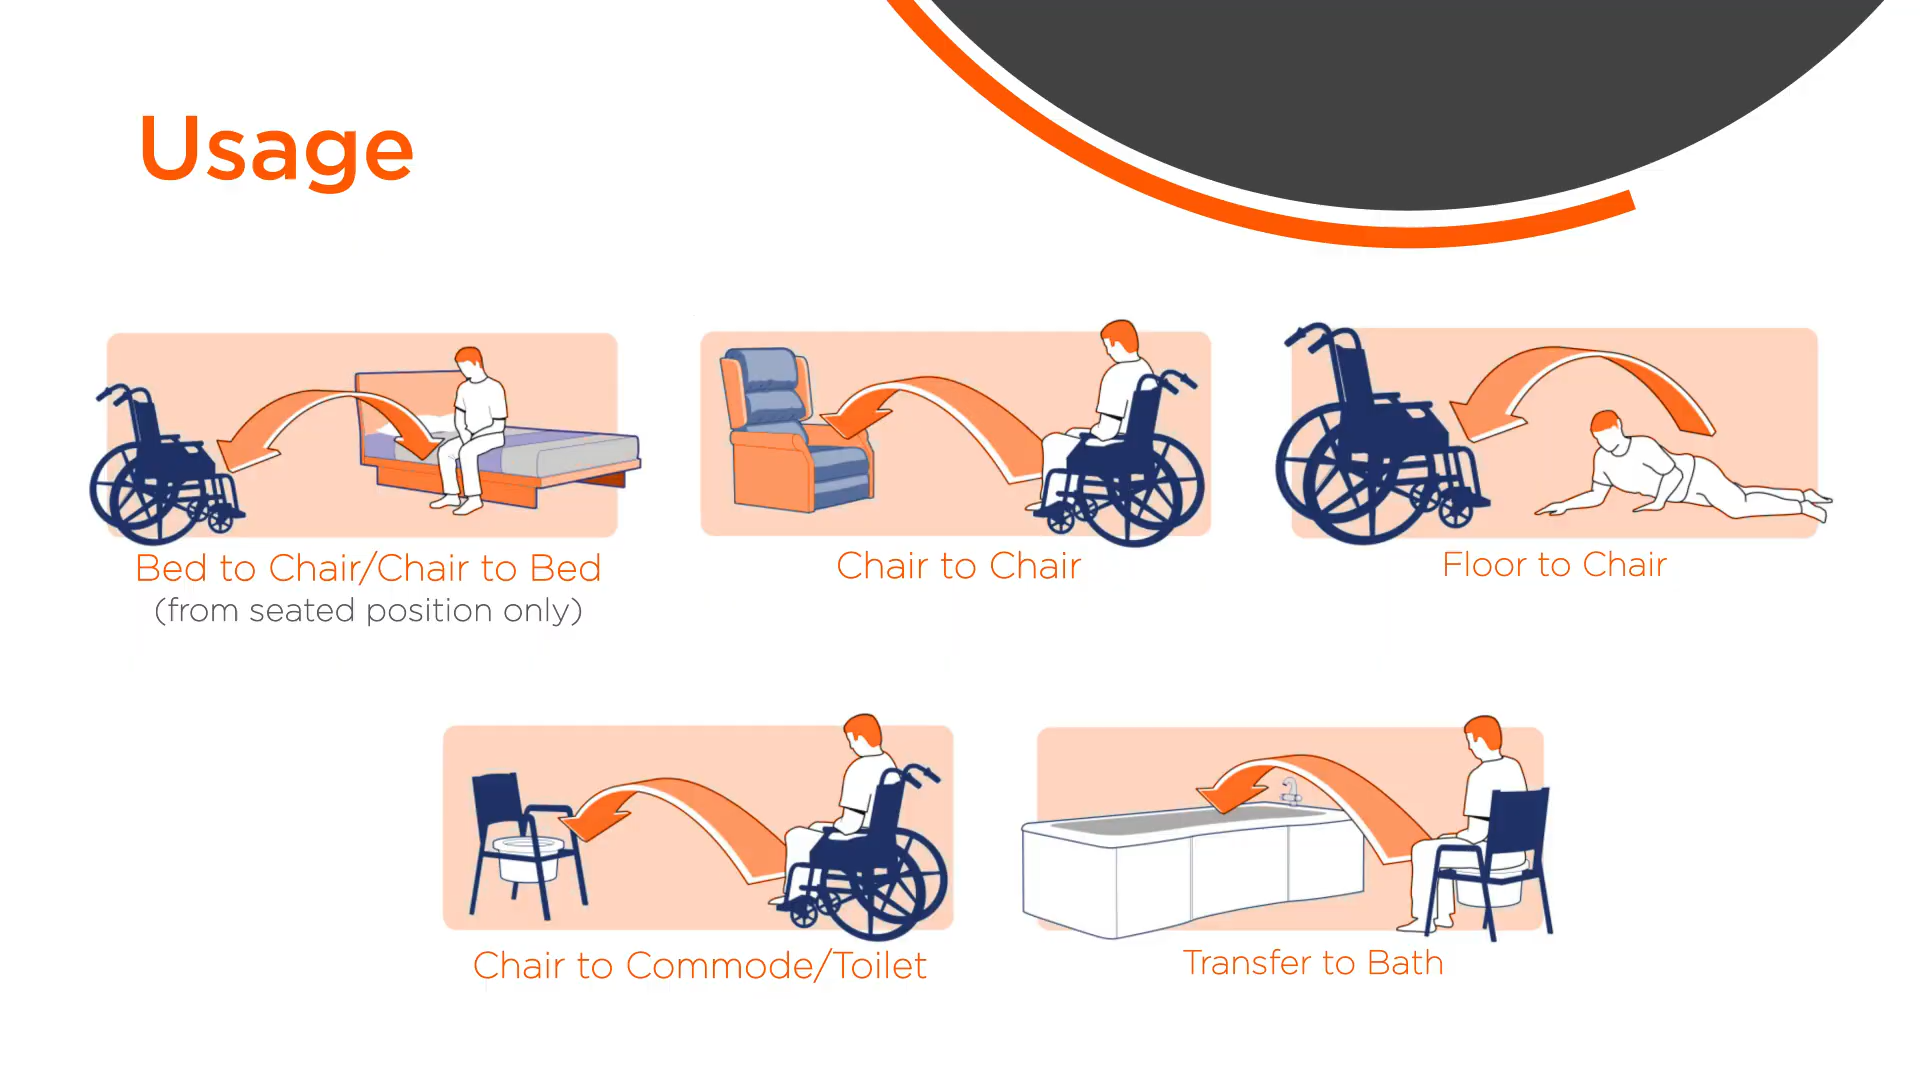 Usage
Bed to Chair/Chair to Bed
(from seated position only)
Chair to Chair
Floor to Chair
Chair to Commode/Toilet
Transfer to Bath